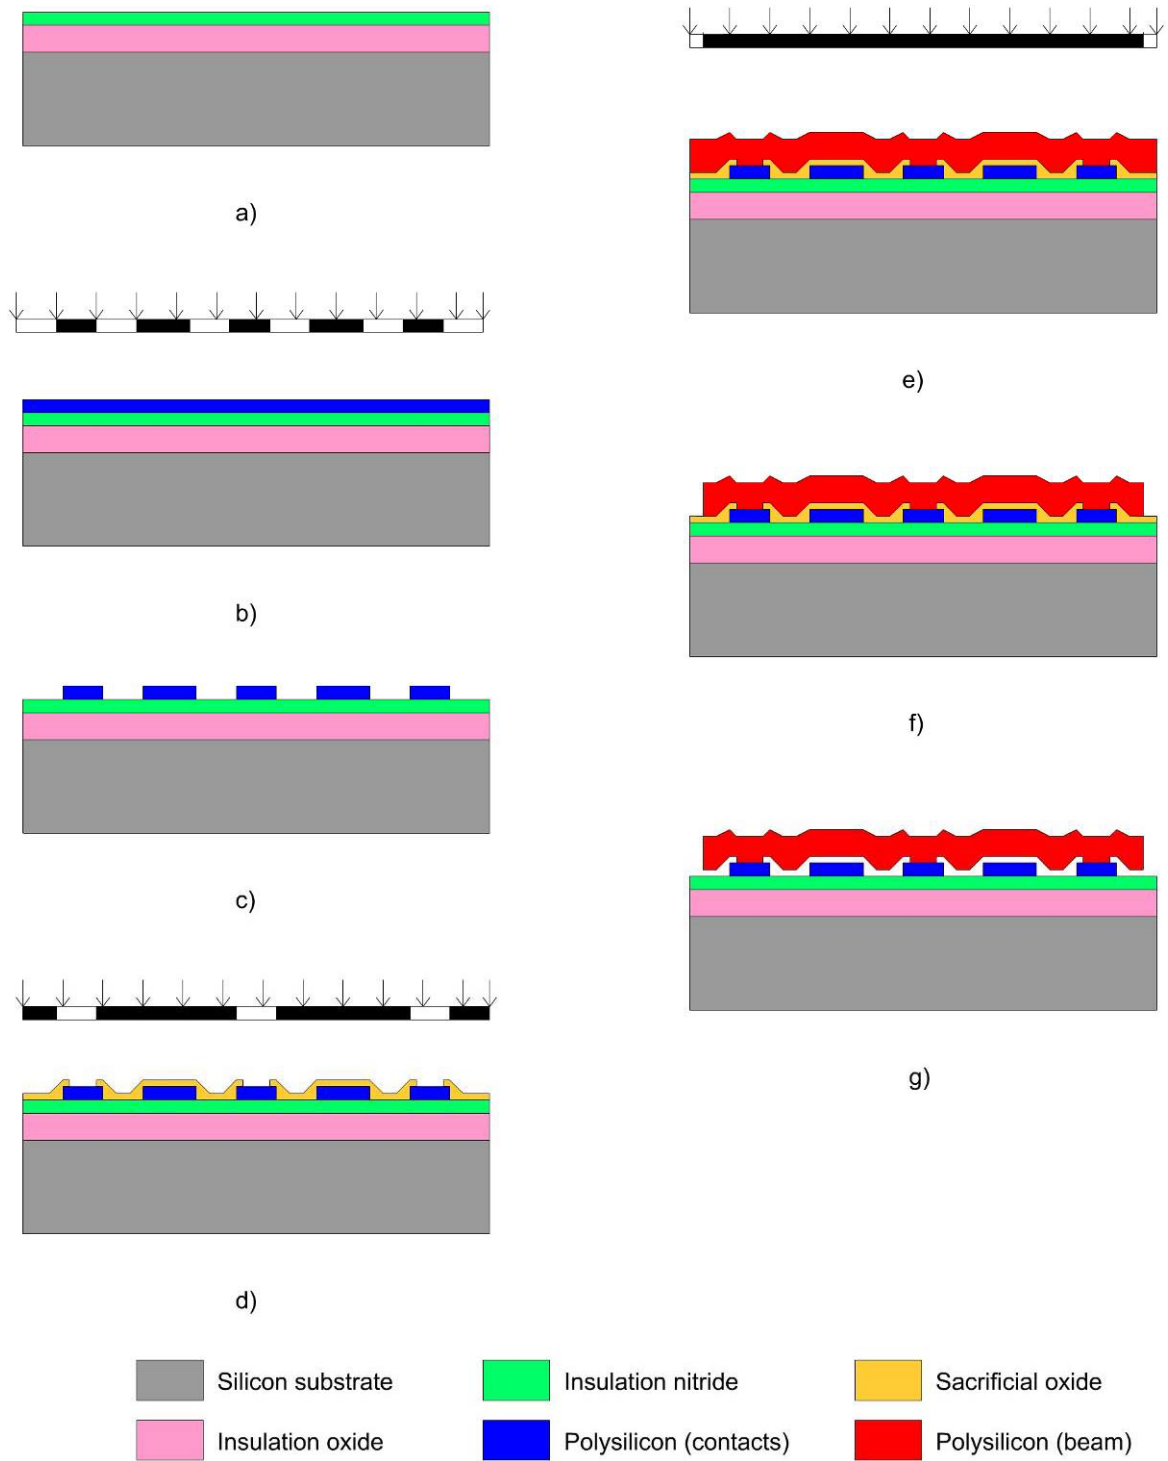 a)
b)
c)
d)
e)
f)
g)
Silicon substrate
Insulation nitride
Sacrificial oxide
Insulation oxide
Polysilicon (contacts)
Polysilicon (beam)